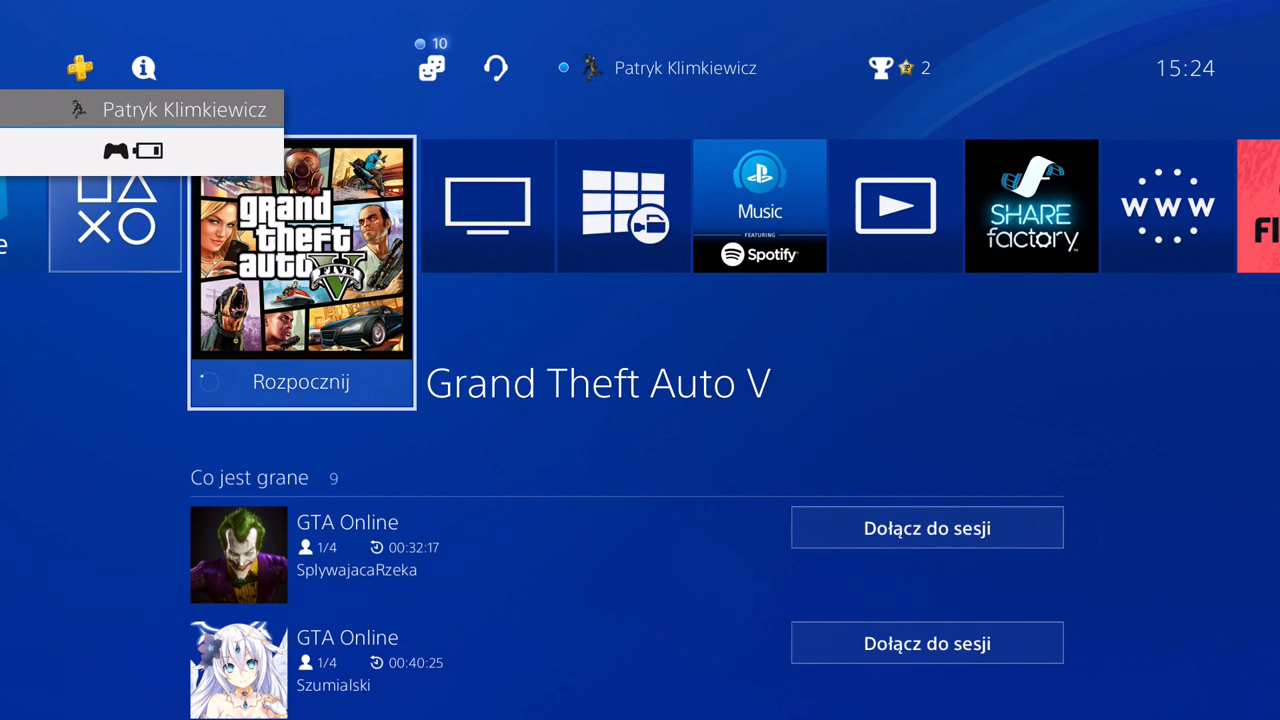 10
Patryk Klimkiewicz
2
15:24
Patryk Klimkiewicz
e
grand
theft
auto
V
FIVE
Music
FEATURING
Spotify
SHARE
factory
www
FI
Rozpocznij
Grand Theft Auto V
Co jest grane 9
GTA Online
1/4 00:32:17
SplywajacaRzeka
Dołącz do sesji
GTA Online
1/4 00:40:25
Szumialski
Dołącz do sesji